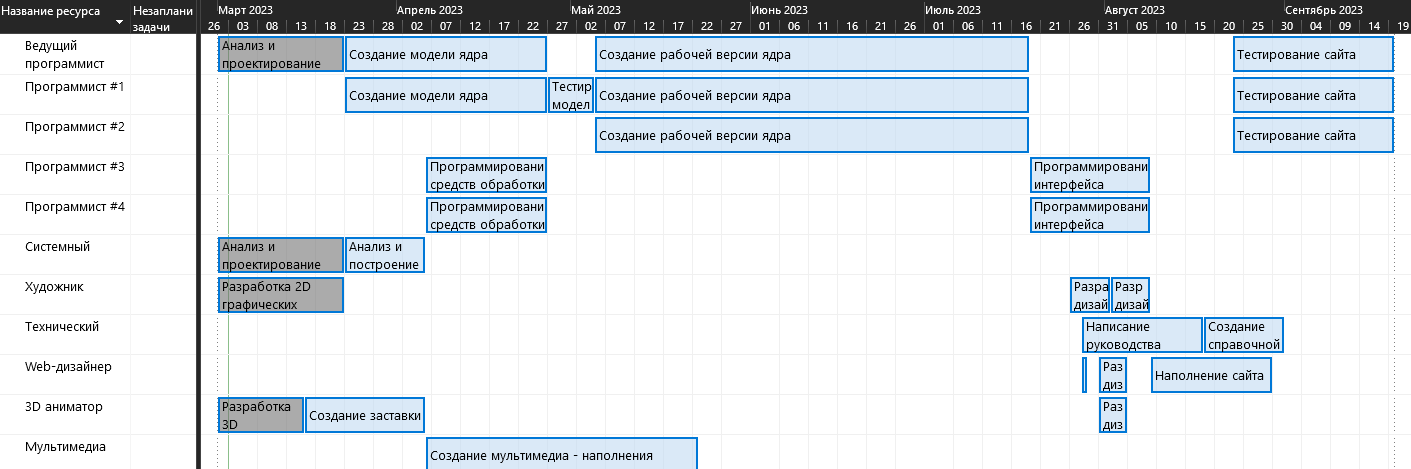 Название ресурса
Незаплани
задачи
Март 2023
Апрель 2023
Май 2023
Июнь 2023
Июль 2023
Август 2023
Сентябрь 2023
26 03 08 13 18 23 28 02 07 12 17 22 27 02 07 12 17 22 27 01 06 11 16 21 26 01 06 11 16 21 26 31 05 10 15 20 25 30 04 09 14 19
Ведущий
программист
Анализ и
проектирование
Создание модели ядра
Создание рабочей версии ядра
Тестирование сайта
Программист #1
Создание модели ядра
Тестир
модел
Создание рабочей версии ядра
Тестирование сайта
Программист #2
Создание рабочей версии ядра
Тестирование сайта
Программист #3
Программировани
средств обработки
Программировани
интерфейса
Программист #4
Программировани
средств обработки
Программировани
интерфейса
Системный
Анализ и
проектирование
Анализ и
построение
Художник
Разработка 2D
графических
Разра
дизай
Разр
дизай
Технический
Написание
руководства
Создание
справочной
Web-дизайнер
Раз
диз
Наполнение сайта
3D аниматор
Разработка
3D
Создание заставки
Раз
диз
Мультимедиа
Создание мультимедиа - наполнения